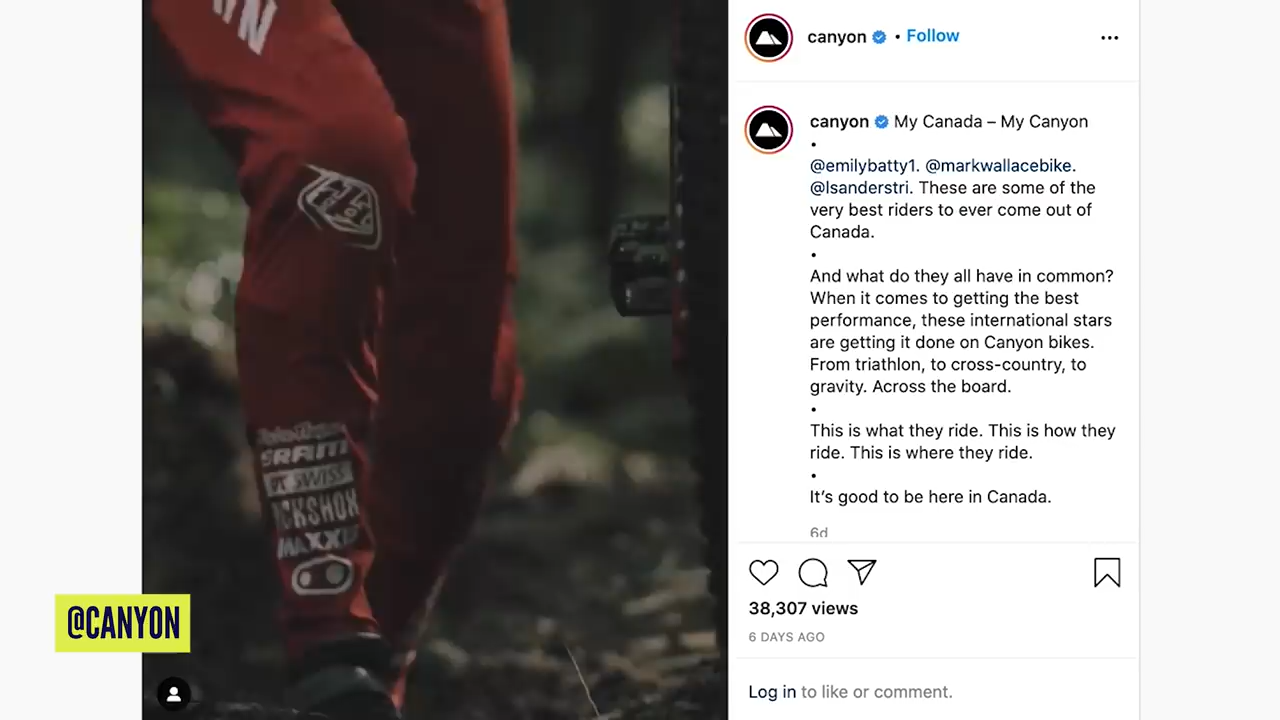 canyon • Follow
canyon My Canada – My Canyon
•
@emilybatty1. @markwallacebike.
@lsanderstri. These are some of the
very best riders to ever come out of
Canada.
•
And what do they all have in common?
When it comes to getting the best
performance, these international stars
are getting it done on Canyon bikes.
From triathlon, to cross-country, to
gravity. Across the board.
•
This is what they ride. This is how they
ride. This is where they ride.
•
It’s good to be here in Canada.
6d
38,307 views
6 DAYS AGO
Log in to like or comment.
SRAM
SWISS
MAXXI
@CANYON